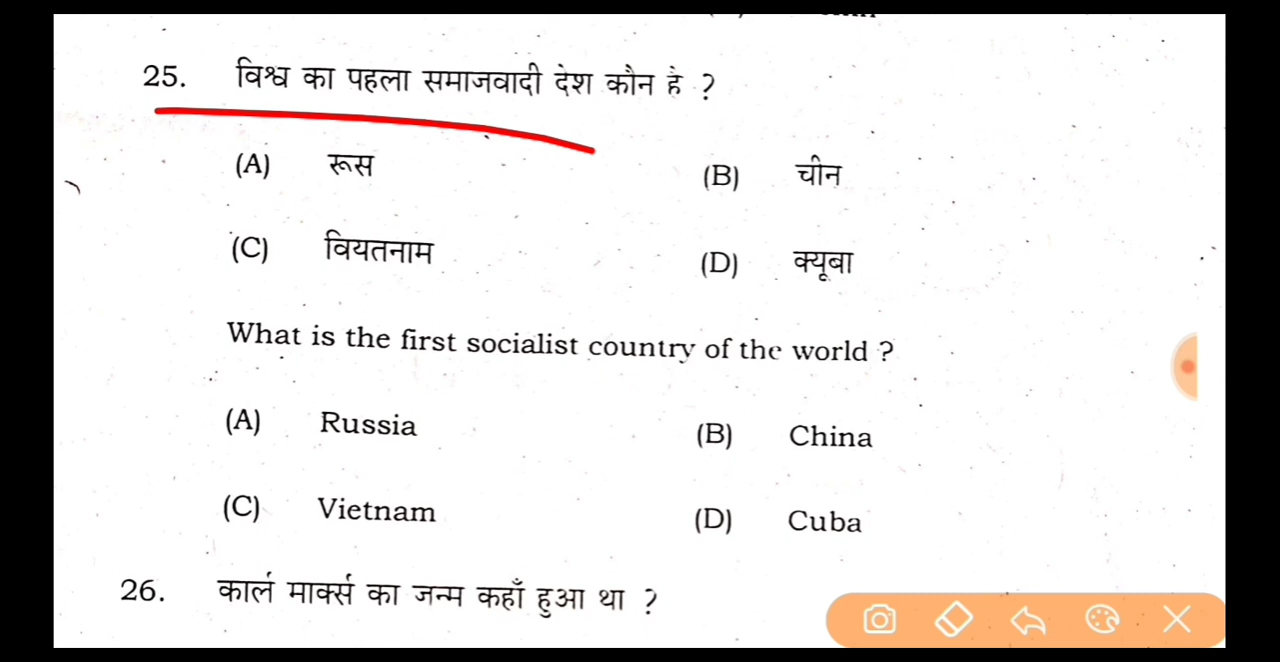 25. विश्व का पहला समाजवादी देश कौन है ?
(A) रूस (B) चीन
(C) वियतनाम (D) क्यूबा
What is the first socialist country of the world ?
(A) Russia (B) China
(C) Vietnam (D) Cuba
26. कार्ल मार्क्स का जन्म कहाँ हुआ था ?